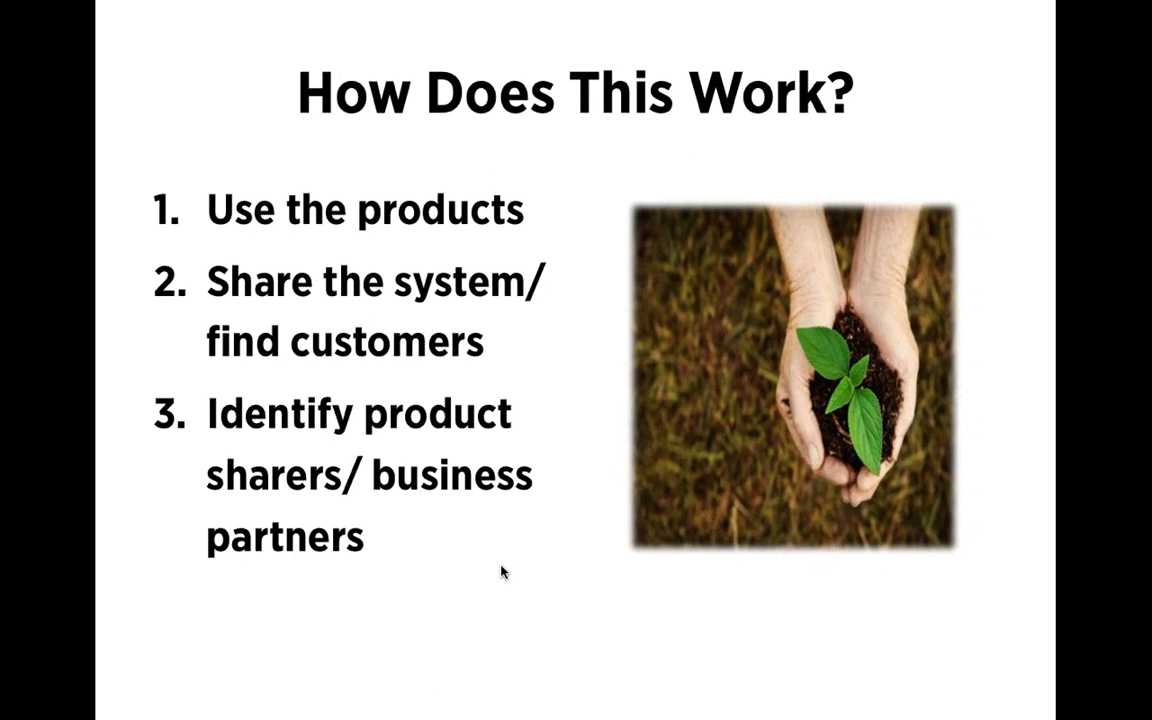 How Does This Work?
1. Use the products
2. Share the system/
find customers
3. Identify product
sharers/ business
partners